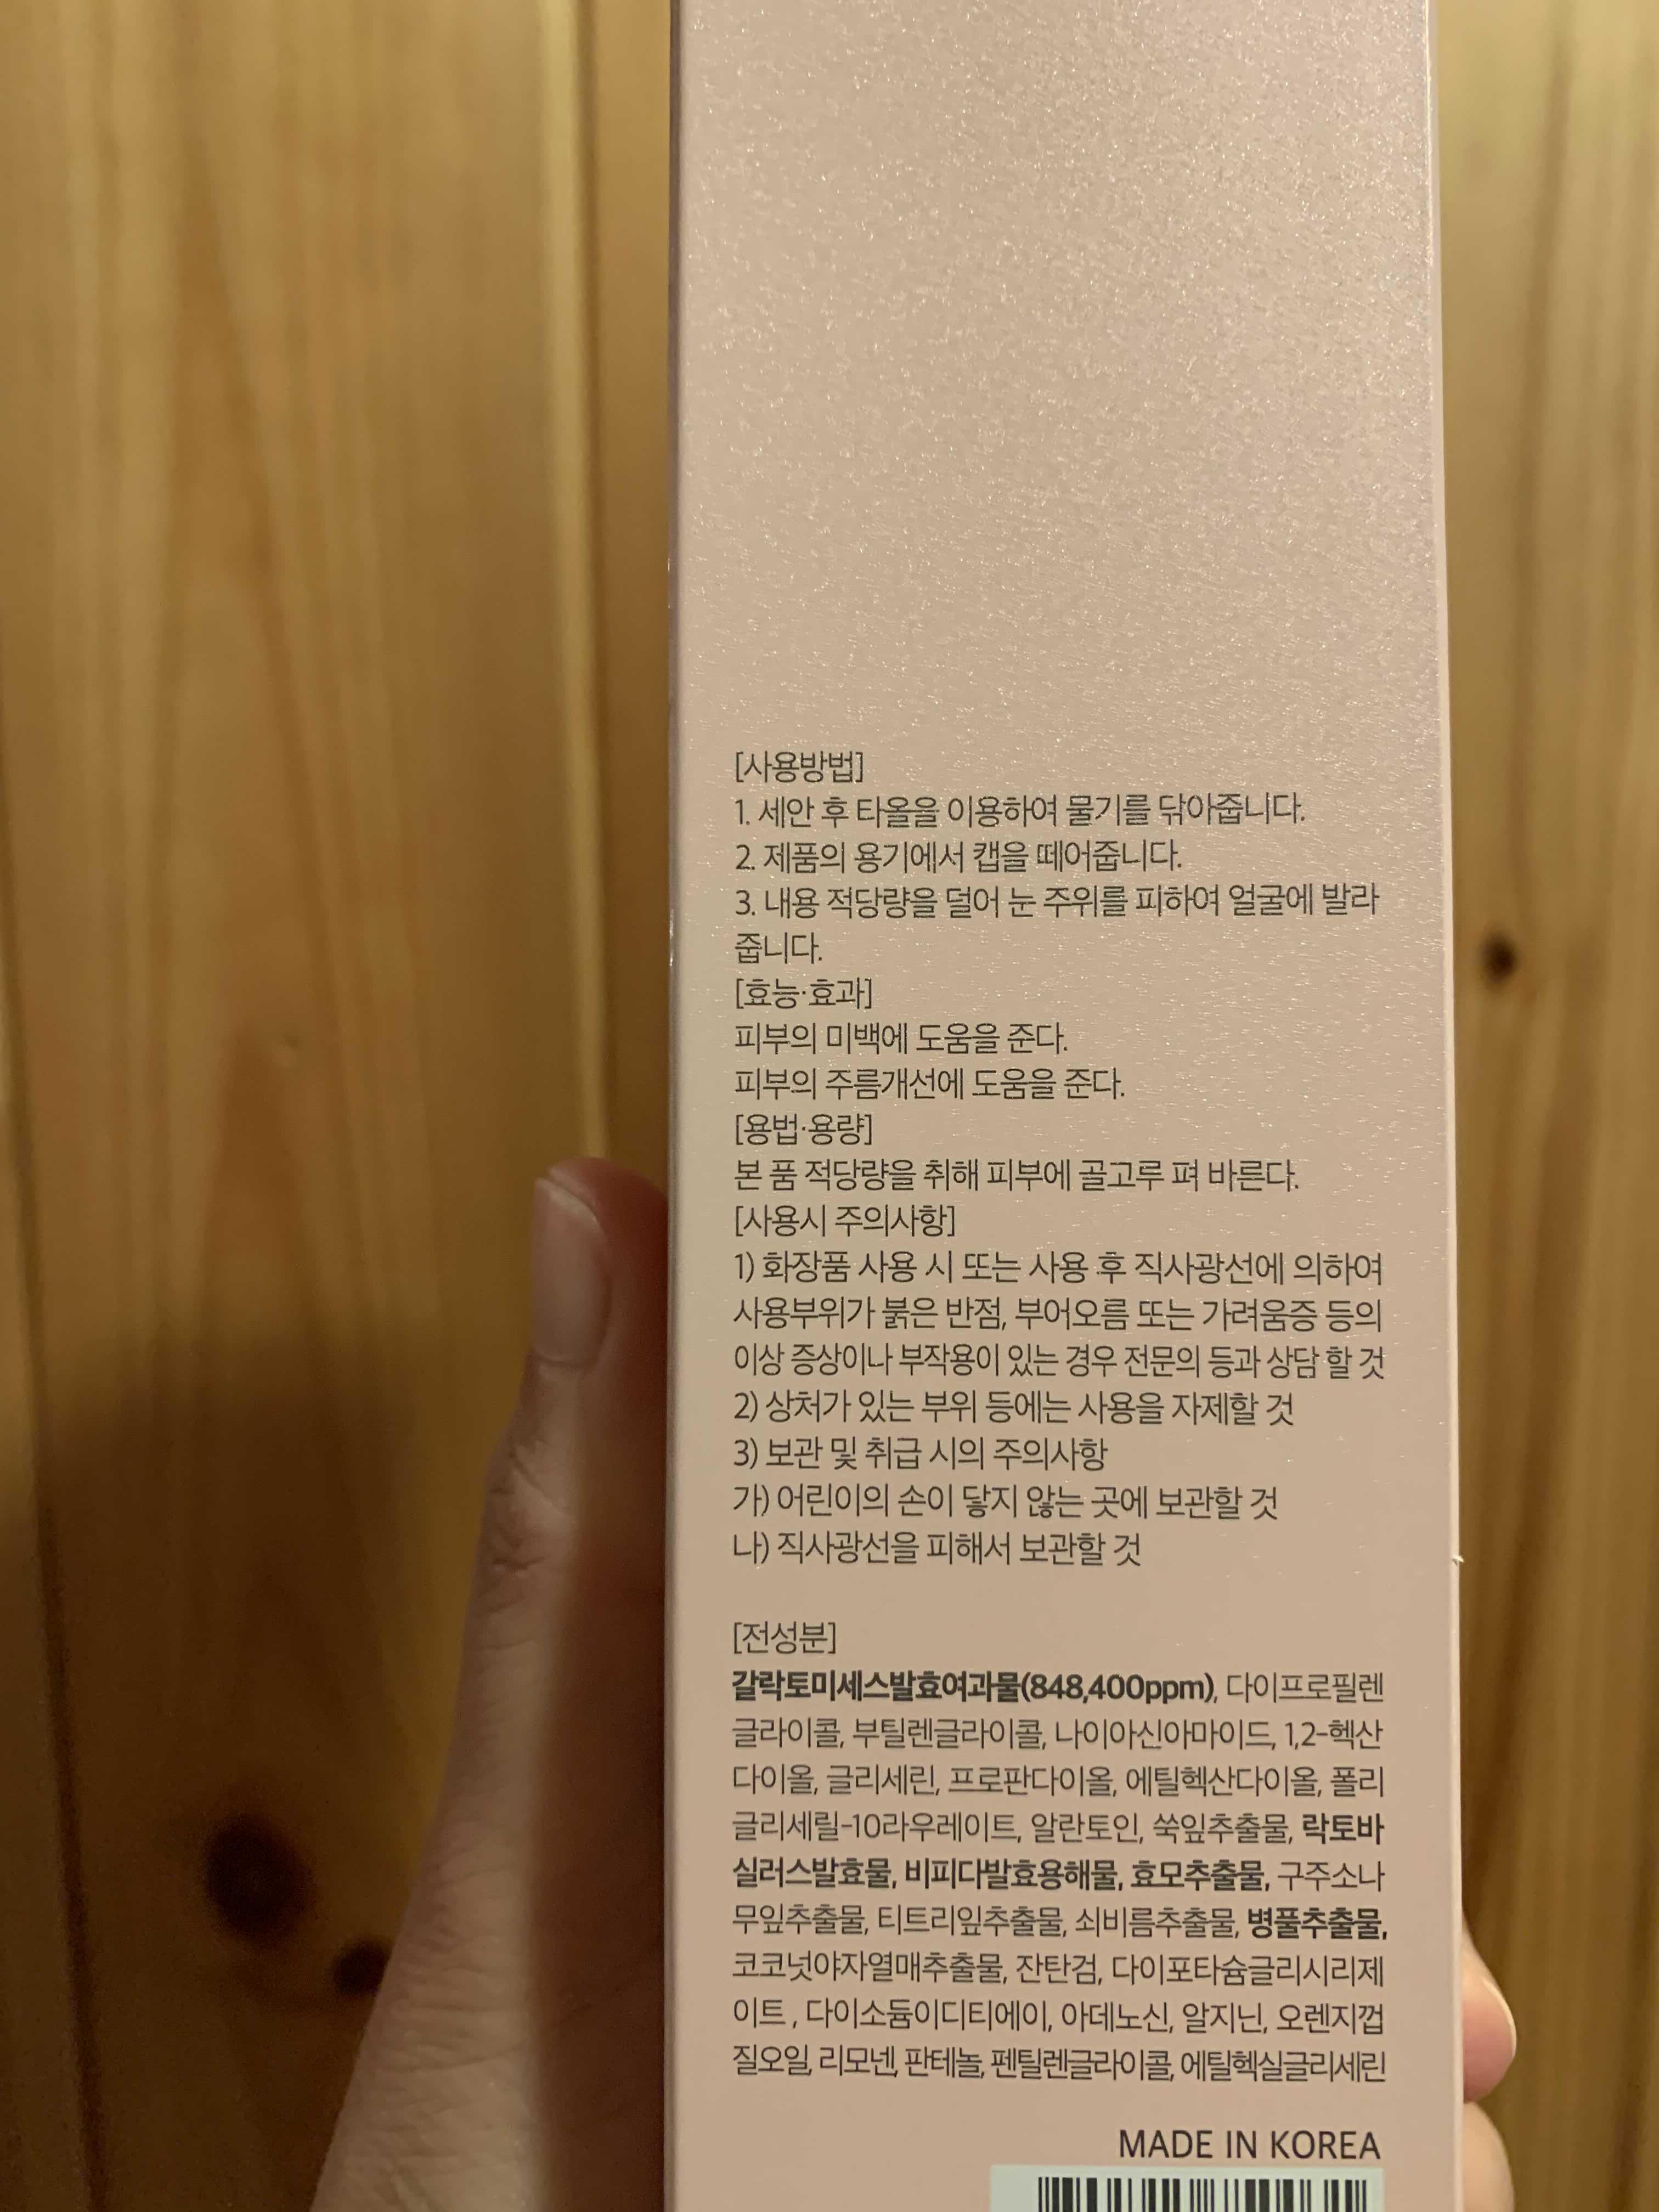 [사용방법]
1. 세안 후 타올을 이용하여 물기를 닦아줍니다.
2. 제품의 용기에서 캡을 떼어줍니다.
3. 내용 적당량을 덜어 눈 주위를 피하여 얼굴에 발라
줍니다.
[효능·효과]
피부의 미백에 도움을 준다.
피부의 주름개선에 도움을 준다.
[용법·용량]
본 품 적당량을 취해 피부에 골고루 펴 바른다.
[사용시 주의사항]
1) 화장품 사용 시 또는 사용 후 직사광선에 의하여
사용부위가 붉은 반점, 부어오름 또는 가려움증 등의
이상 증상이나 부작용이 있는 경우 전문의 등과 상담 할 것
2) 상처가 있는 부위 등에는 사용을 자제할 것
3) 보관 및 취급 시의 주의사항
가) 어린이의 손이 닿지 않는 곳에 보관할 것
나) 직사광선을 피해서 보관할 것
[전성분]
갈락토미세스발효여과물(848,400ppm), 다이프로필렌
글라이콜, 부틸렌글라이콜, 나이아신아마이드, 1,2-헥산
다이올, 글리세린, 프로판다이올, 에틸헥산다이올, 폴리
글리세릴-10라우레이트, 알란토인, 쑥잎추출물, 락토바
실러스발효물, 비피다발효용해물, 효모추출물, 구주소나
무잎추출물, 티트리잎추출물, 쇠비름추출물, 병풀추출물,
코코넛야자열매추출물, 잔탄검, 다이포타슘글리시리제
이트, 다이소듐이디티에이, 아데노신, 알지닌, 오렌지껍
질오일, 리모넨, 판테놀, 펜틸렌글라이콜, 에틸헥실글리세린
MADE IN KOREA